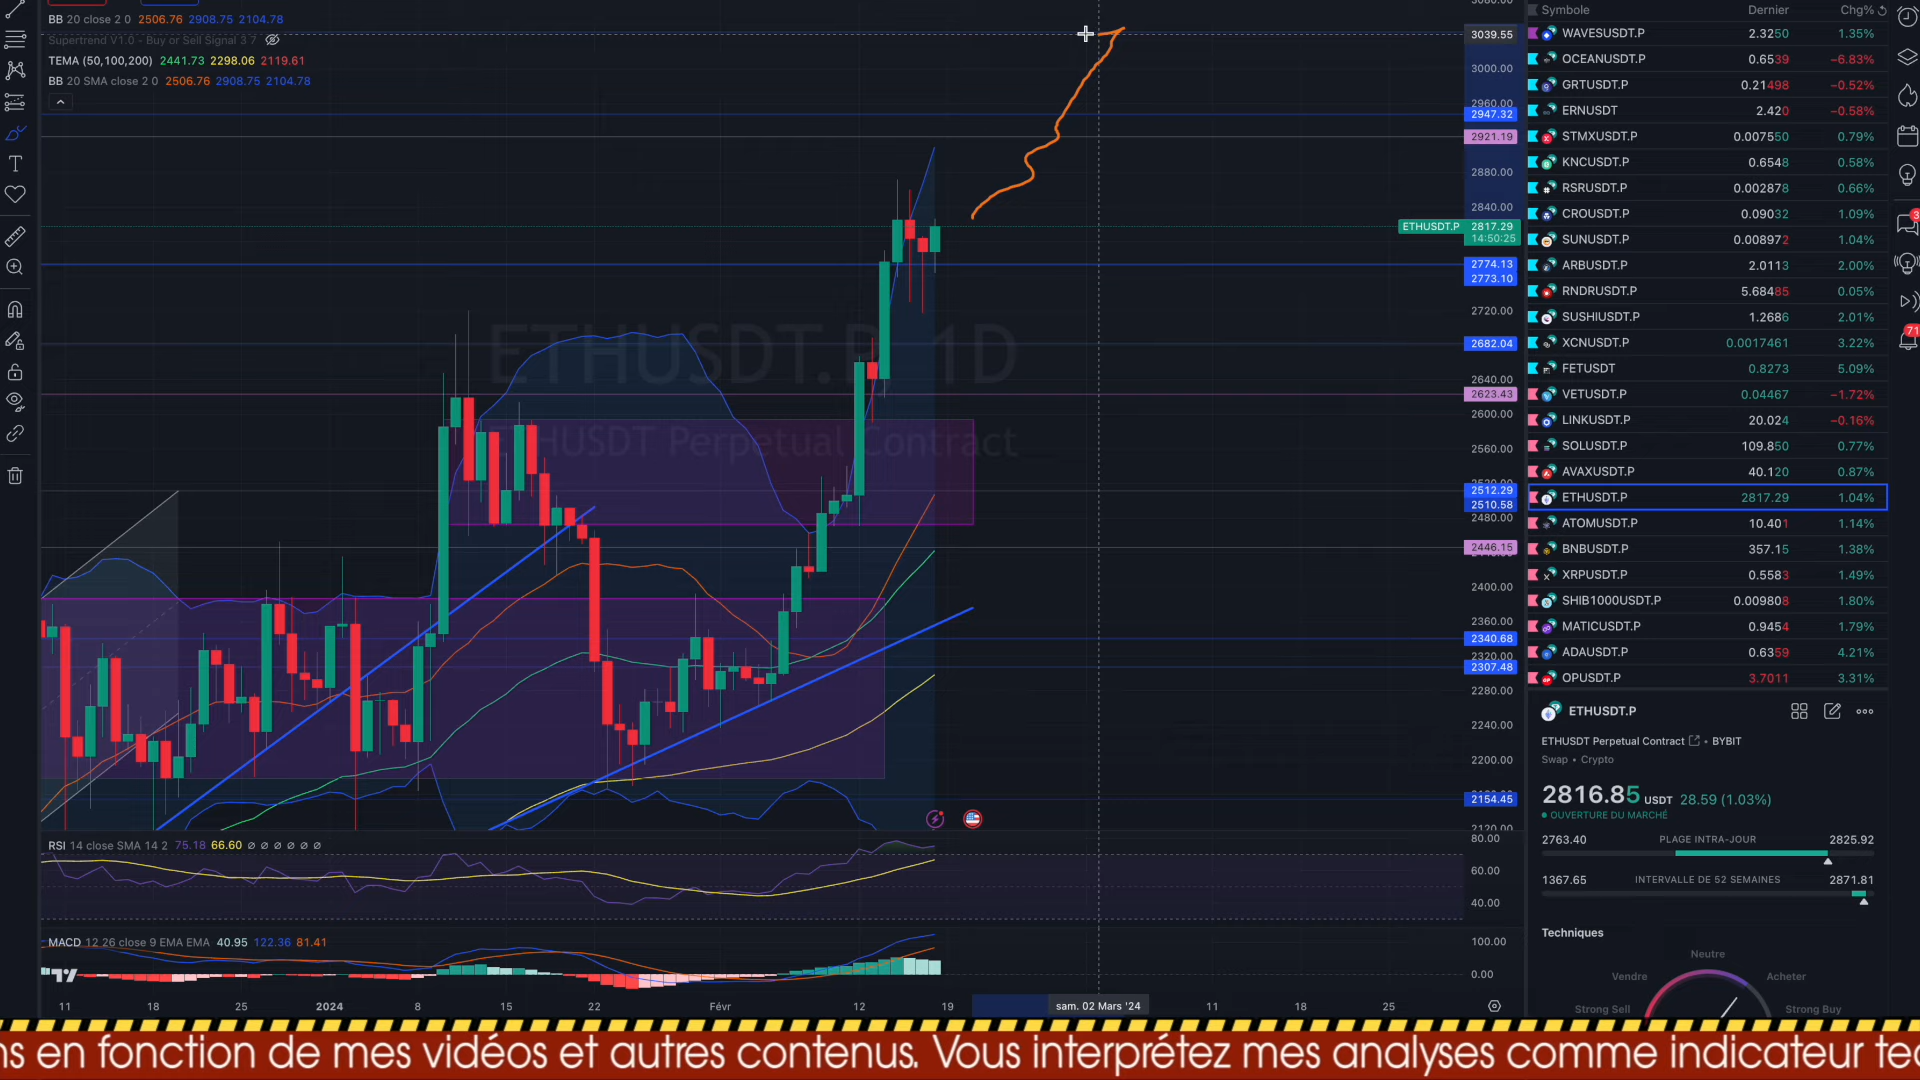 BB 20 close 2 0 2506.76 2908.75 2104.78
Supertrend V1.0 - Buy or Sell Signal 3 7
TEMA (50,100,200) 2441.73 2298.06 2119.61
BB 20 SMA close 2 0 2506.76 2908.75 2104.78
ETHUSDT.P, 1D
ETHUSDT Perpetual Contract
3039.55
3000.00
2960.00
2947.32
2921.19
2880.00
2840.00
ETHUSDT.P 2817.29
14:50:25
2774.13
2773.10
2720.00
2682.04
2640.00
2623.43
2600.00
2560.00
2512.29
2510.58
2480.00
2446.15
2400.00
2360.00
2340.68
2320.00
2307.48
2280.00
2240.00
2200.00
2154.45
2120.00
RSI 14 close SMA 14 2 75.18 66.60 ∅ ∅ ∅ ∅ ∅ ∅
80.00
60.00
40.00
MACD 12 26 close 9 EMA EMA 40.95 122.36 81.41
100.00
0.00
11 18 25 2024 8 15 22 Févr 12 19 sam. 02 Mars '24 11 18 25
Symbole Dernier Chg%
WAVESUSDT.P 2.3250 1.35%
OCEANUSDT.P 0.6539 −6.83%
GRTUSDT.P 0.21498 −0.52%
ERNUSDT 2.420 −0.58%
STMXUSDT.P 0.007550 0.79%
KNCUSDT.P 0.6548 0.58%
RSRUSDT.P 0.002878 0.66%
CROUSDT.P 0.09032 1.09%
SUNUSDT.P 0.008972 1.04%
ARBUSDT.P 2.0113 2.00%
RNDRUSDT.P 5.68485 0.05%
SUSHIUSDT.P 1.2686 2.01%
XCNUSDT.P 0.0017461 3.22%
FETUSDT 0.8273 5.09%
VETUSDT.P 0.04467 −1.72%
LINKUSDT.P 20.024 −0.16%
SOLUSDT.P 109.850 0.77%
AVAXUSDT.P 40.120 0.87%
ETHUSDT.P 2817.29 1.04%
ATOMUSDT.P 10.401 1.14%
BNBUSDT.P 357.15 1.38%
XRPUSDT.P 0.5583 1.49%
SHIB1000USDT.P 0.009808 1.80%
MATICUSDT.P 0.9454 1.79%
ADAUSDT.P 0.6359 4.21%
OPUSDT.P 3.7011 3.31%
ETHUSDT.P
ETHUSDT Perpetual Contract • BYBIT
Swap • Crypto
2816.85 USDT 28.59 (1.03%)
OUVERTURE DU MARCHÉ
2763.40 PLAGE INTRA-JOUR 2825.92
1367.65 INTERVALLE DE 52 SEMAINES 2871.81
Techniques
Neutre
Vendre Acheter
Strong Sell Strong Buy
3
71
ns en fonction de mes vidéos et autres contenus. Vous interprétez mes analyses comme indicateur tec